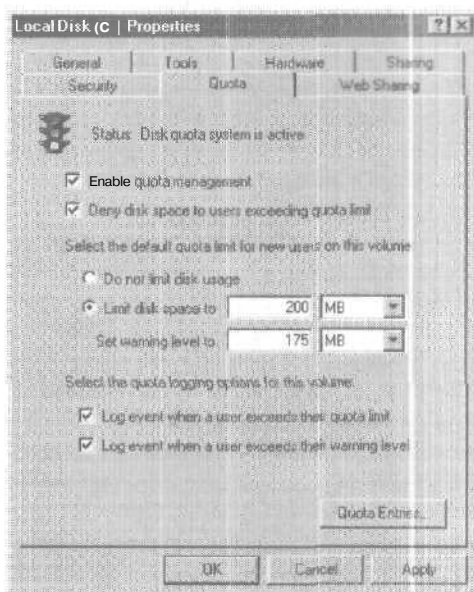 Local Disk (C | Properties
? ×
General Tools Hardware Sharing
Security Quota Web Sharing
Status: Disk quota system is active
Enable quota management
Deny disk space to users exceeding quota limit
Select the default quota limit for new users on this volume:
Do not limit disk usage
Limit disk space to 200 MB
Set warning level to 175 MB
Select the quota logging options for this volume:
Log event when a user exceeds their quota limit
Log event when a user exceeds their warning level
Quota Entries...
OK Cancel Apply